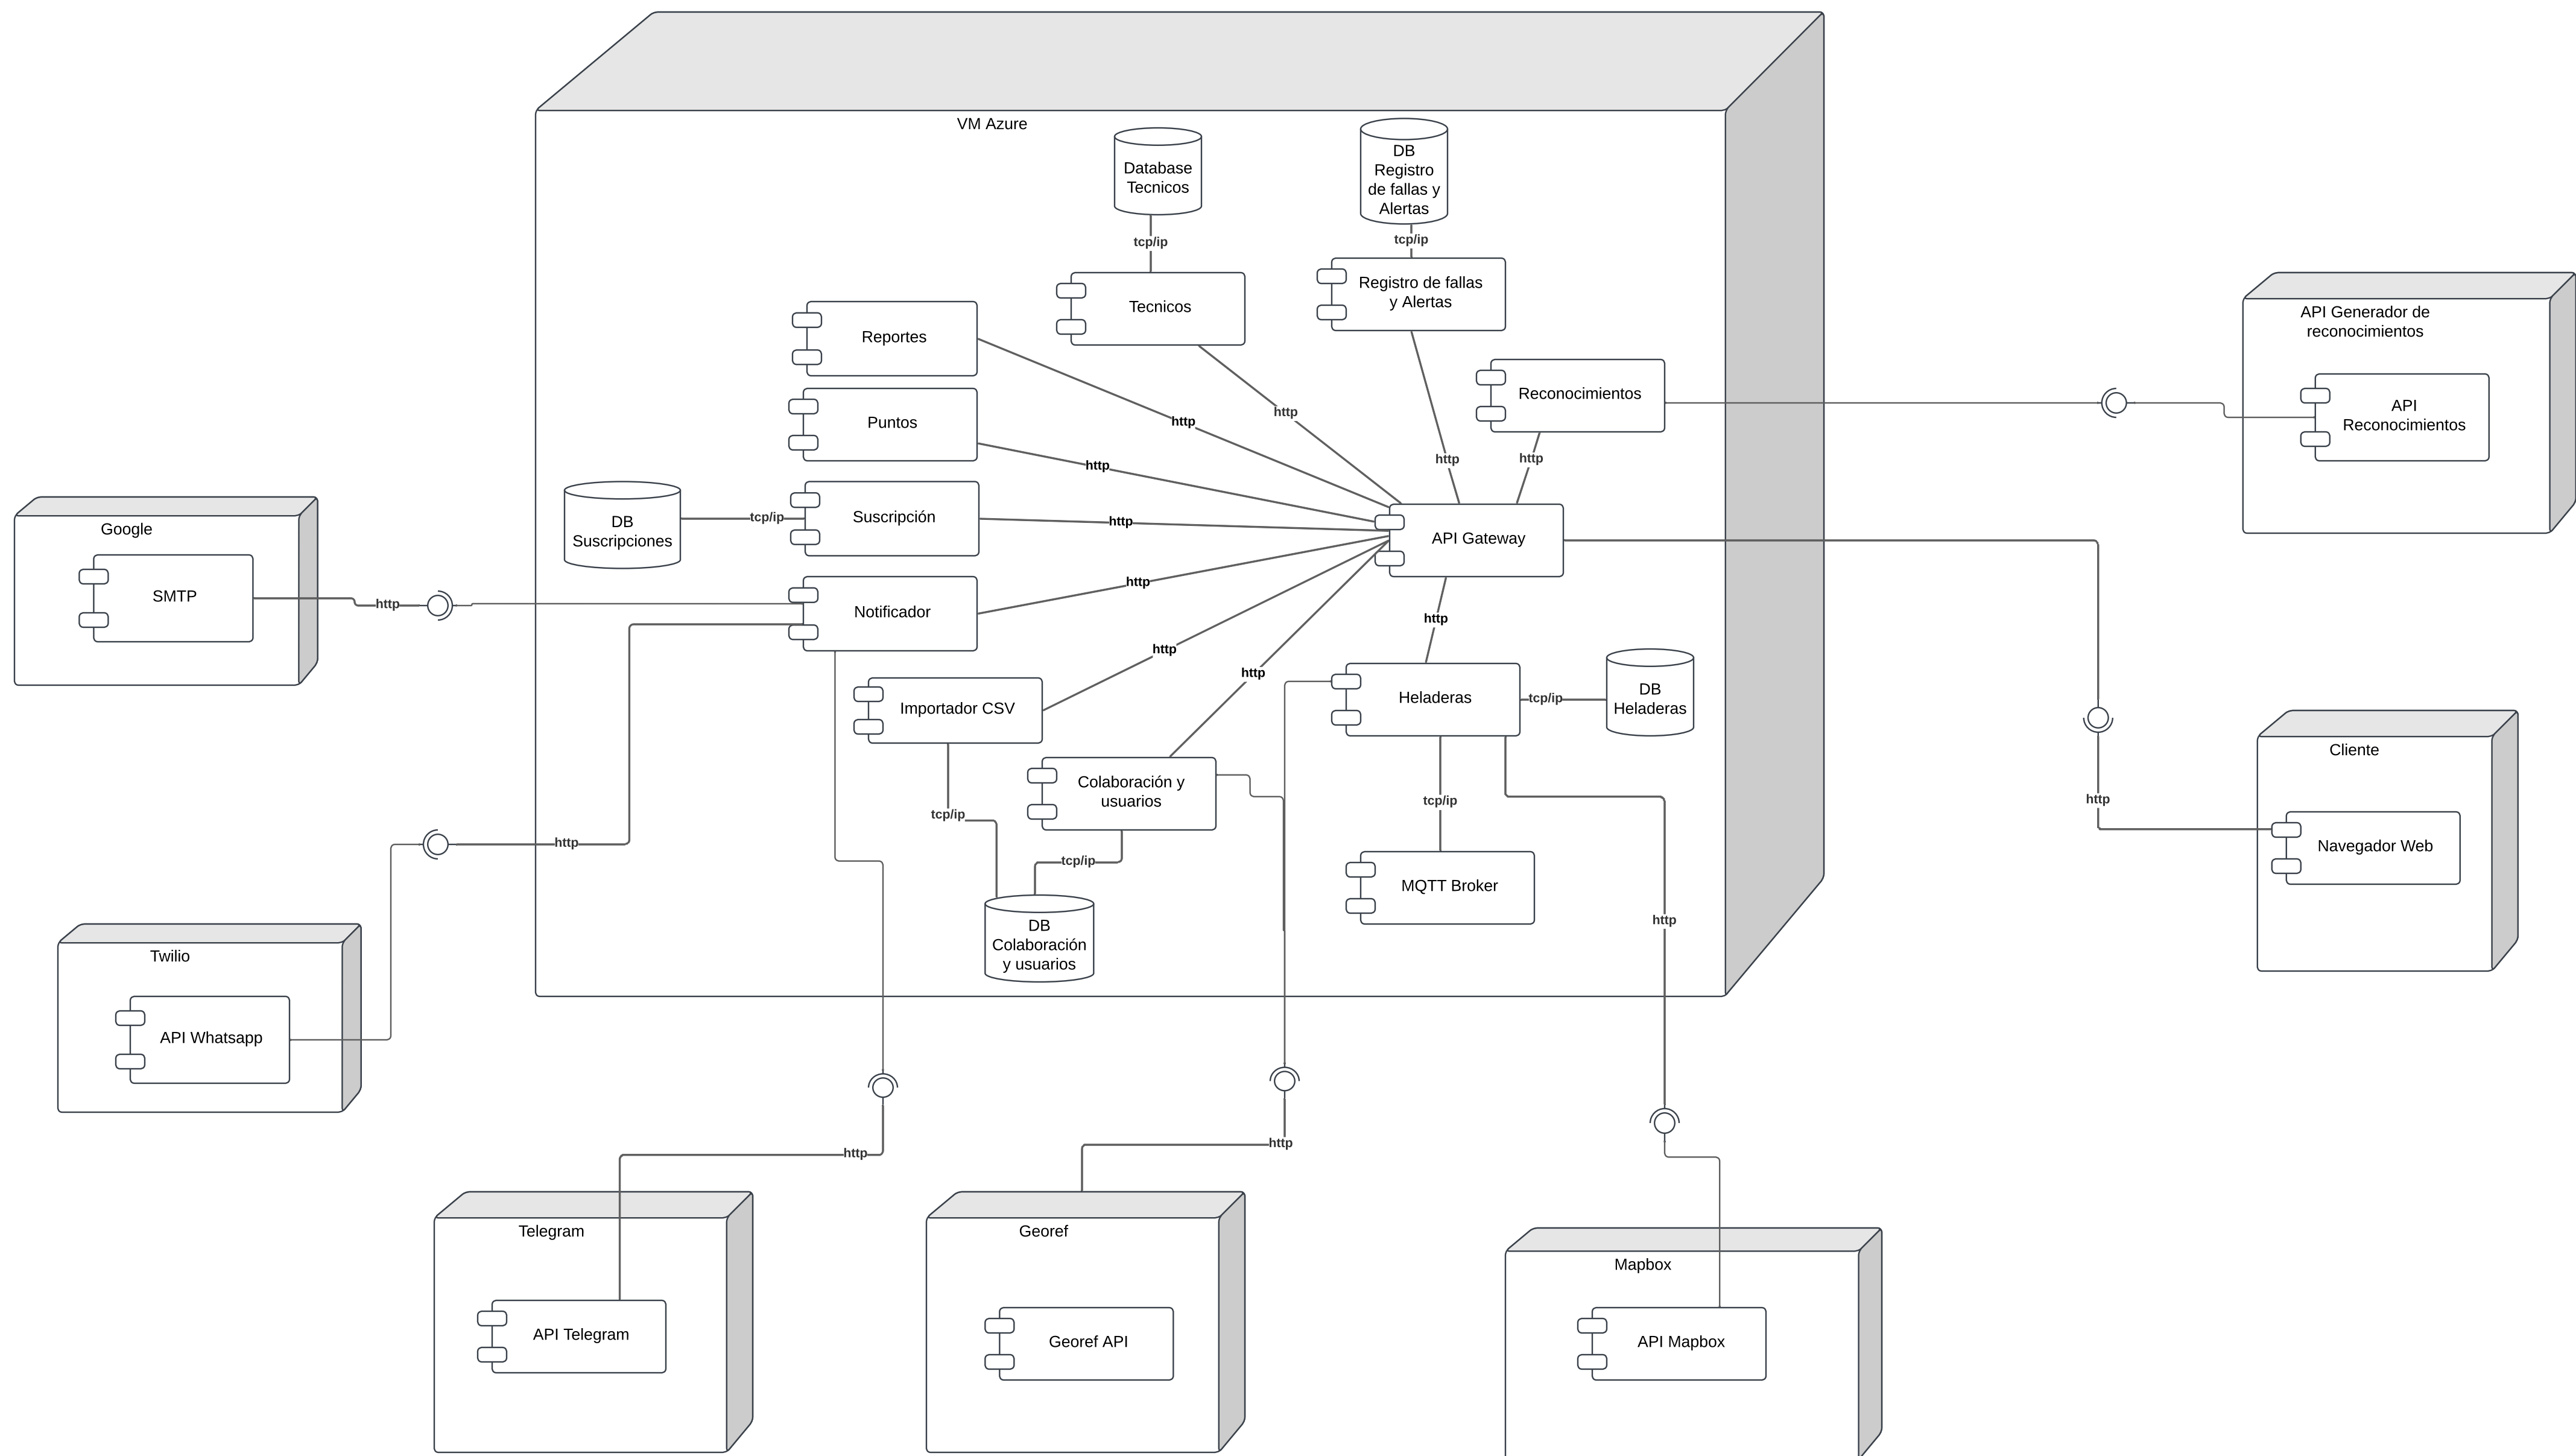 VM Azure
Database
Tecnicos
DB
Registro
de fallas y
Alertas
tcp/ip
tcp/ip
Tecnicos
Registro de fallas
y Alertas
Reportes
Puntos
Reconocimientos
http
http
http
http
http
API Generador de
reconocimientos
API
Reconocimientos
DB
Suscripciones
tcp/ip
Suscripción
http
API Gateway
Google
SMTP
http
Notificador
http
http
http
http
Importador CSV
Heladeras
tcp/ip
DB
Heladeras
Cliente
Navegador Web
http
Colaboración y
usuarios
tcp/ip
tcp/ip
tcp/ip
MQTT Broker
http
http
DB
Colaboración
y usuarios
Twilio
API Whatsapp
http
http
Telegram
API Telegram
Georef
Georef API
Mapbox
API Mapbox